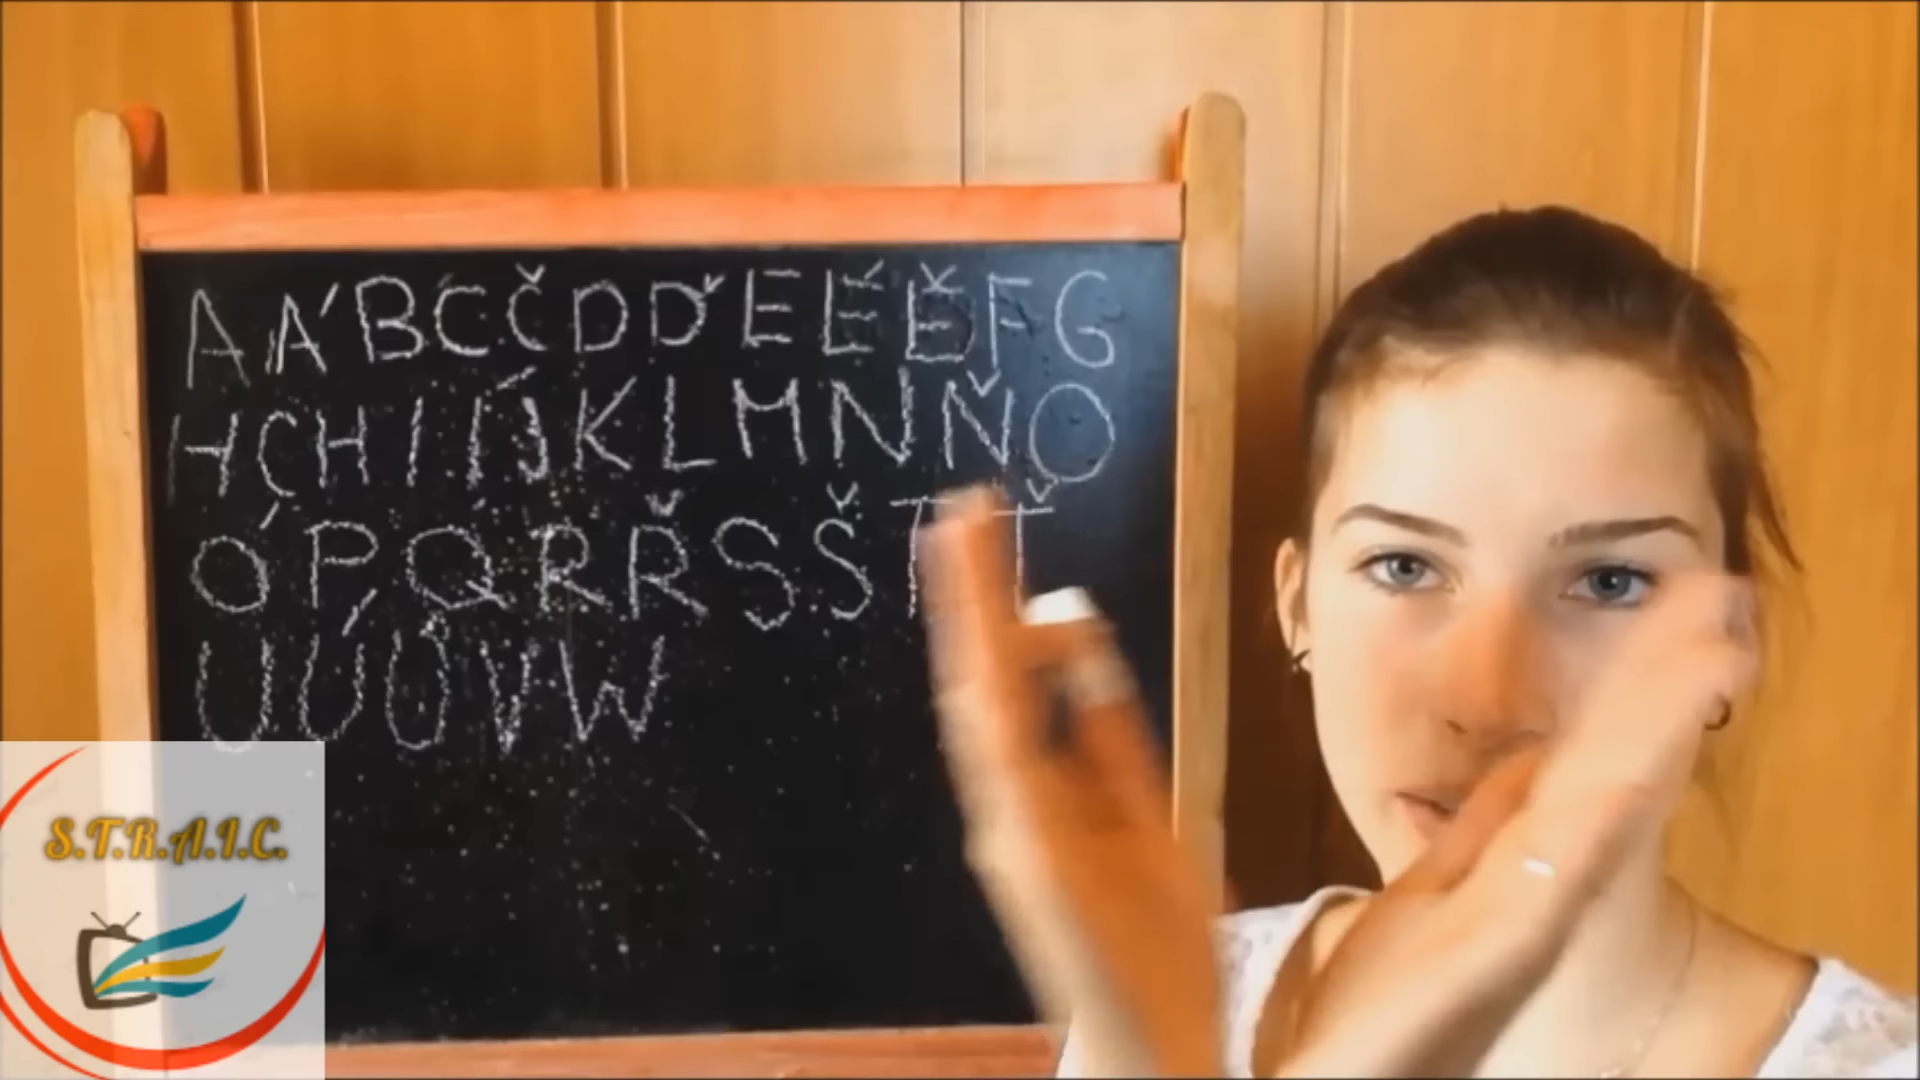 A Á B C Č D Ď E É Ě F G
H CH I Í J K L M N Ň O
Ó P Q R Ř S Š T Ť
U Ú Ů V W
S.T.R.A.I.C.